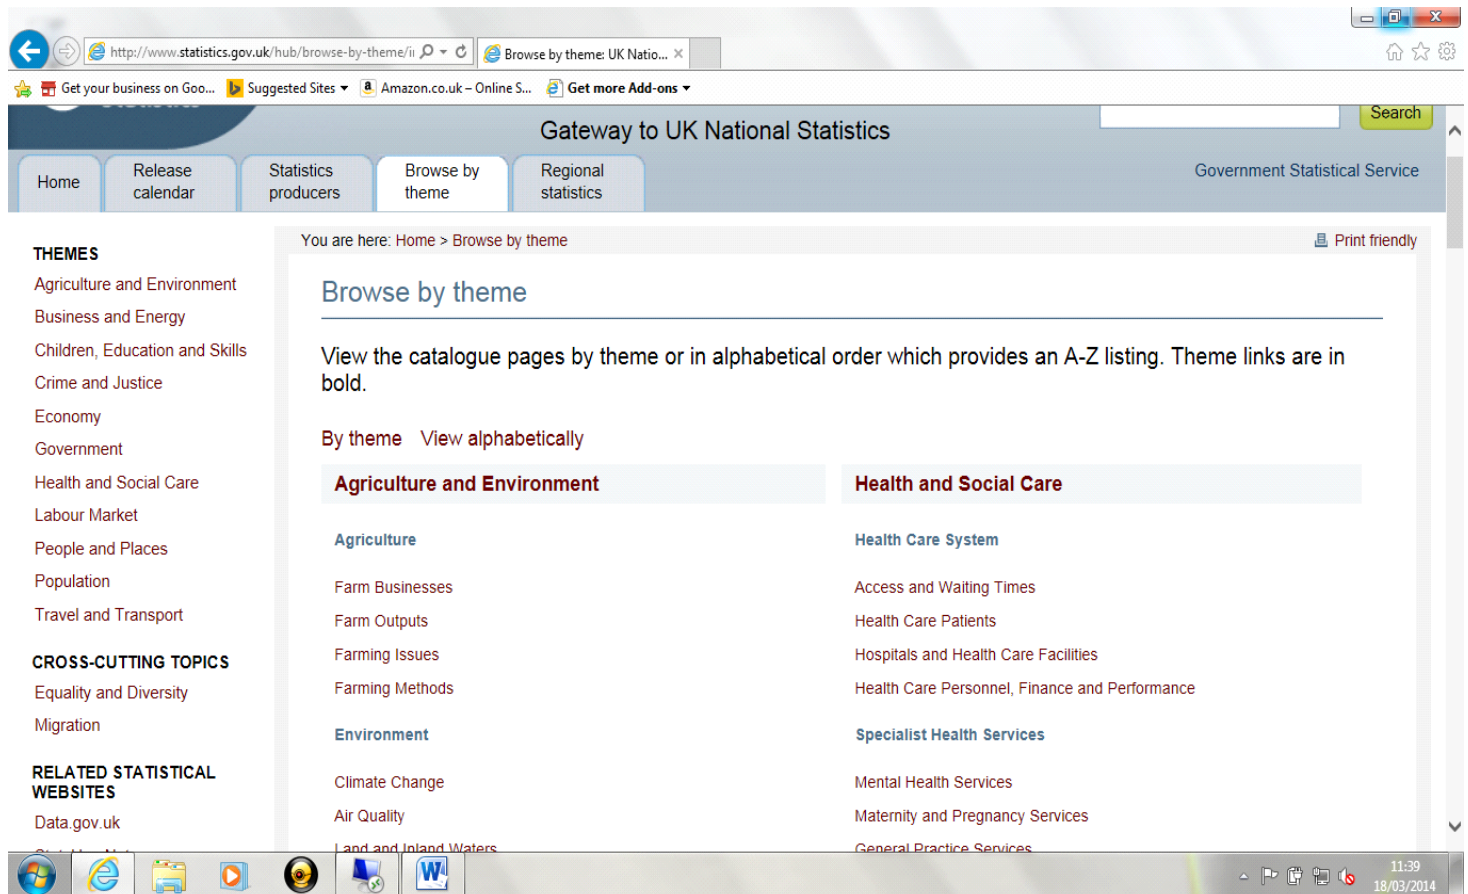 http://www.statistics.gov.uk/hub/browse-by-theme/ii
Browse by theme: UK Natio...
Get your business on Goo...
Suggested Sites
Amazon.co.uk – Online S...
Get more Add-ons
Search
Gateway to UK National Statistics
Home
Release calendar
Statistics producers
Browse by theme
Regional statistics
Government Statistical Service
You are here: Home > Browse by theme
Print friendly
THEMES
Agriculture and Environment
Business and Energy
Children, Education and Skills
Crime and Justice
Economy
Government
Health and Social Care
Labour Market
People and Places
Population
Travel and Transport
CROSS-CUTTING TOPICS
Equality and Diversity
Migration
RELATED STATISTICAL
WEBSITES
Data.gov.uk
Browse by theme
View the catalogue pages by theme or in alphabetical order which provides an A-Z listing. Theme links are in
bold.
By theme View alphabetically
Agriculture and Environment
Agriculture
Farm Businesses
Farm Outputs
Farming Issues
Farming Methods
Environment
Climate Change
Air Quality
Land and Inland Waters
Health and Social Care
Health Care System
Access and Waiting Times
Health Care Patients
Hospitals and Health Care Facilities
Health Care Personnel, Finance and Performance
Specialist Health Services
Mental Health Services
Maternity and Pregnancy Services
General Practice Services
11:39
18/03/2014